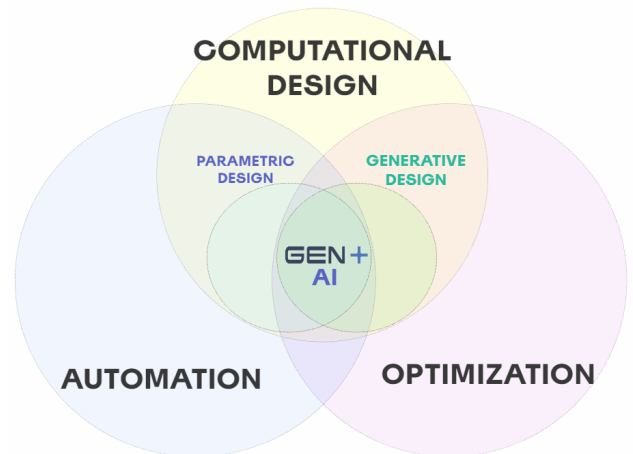 COMPUTATIONAL
DESIGN
PARAMETRIC
DESIGN
GENERATIVE
DESIGN
GEN+
AI
AUTOMATION
OPTIMIZATION